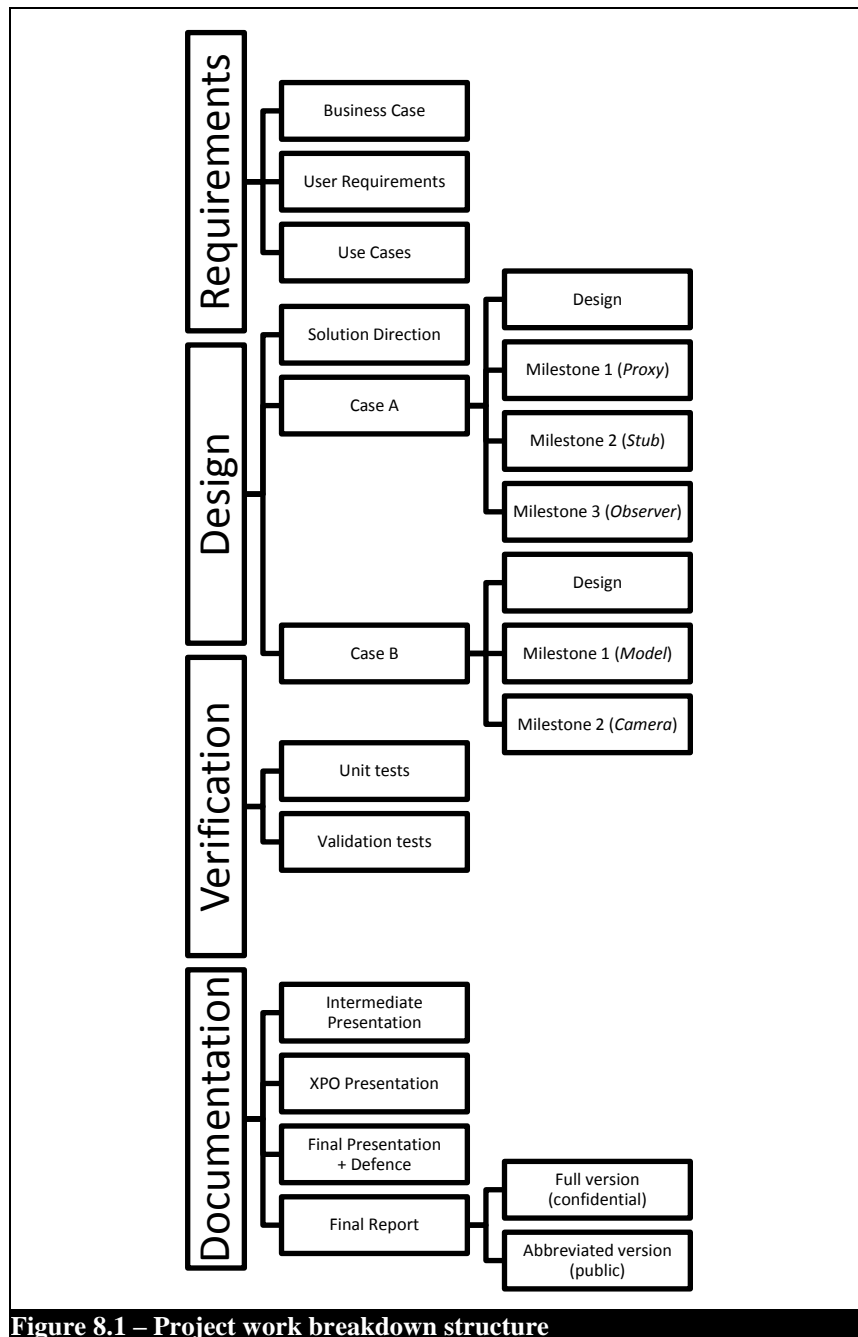 Requirements
Business Case
User Requirements
Use Cases
Design
Solution Direction
Case A
Design
Milestone 1 (Proxy)
Milestone 2 (Stub)
Milestone 3 (Observer)
Case B
Design
Milestone 1 (Model)
Milestone 2 (Camera)
Verification
Unit tests
Validation tests
Documentation
Intermediate
Presentation
XPO Presentation
Final Presentation
+ Defence
Final Report
Full version
(confidential)
Abbreviated version
(public)
Figure 8.1 – Project work breakdown structure